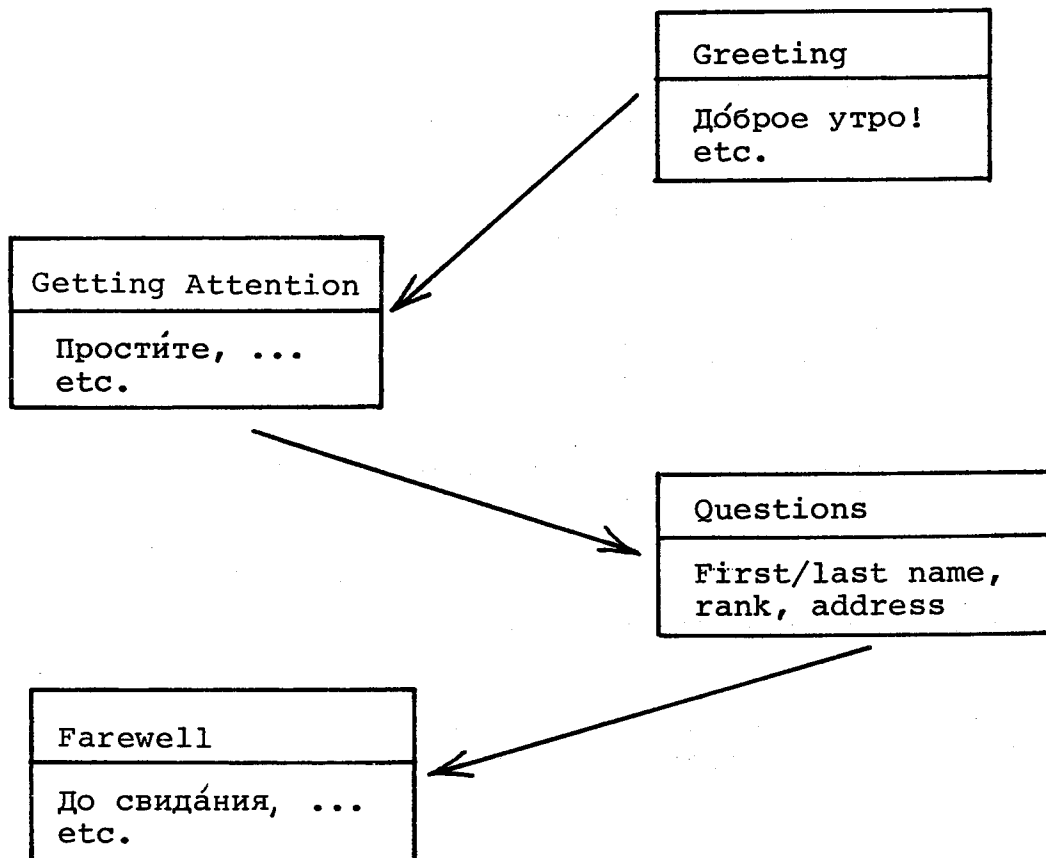 Greeting
До́брое утро!
etc.
Getting Attention
Прости́те, ...
etc.
Questions
First/last name,
rank, address
Farewell
До свида́ния, ...
etc.